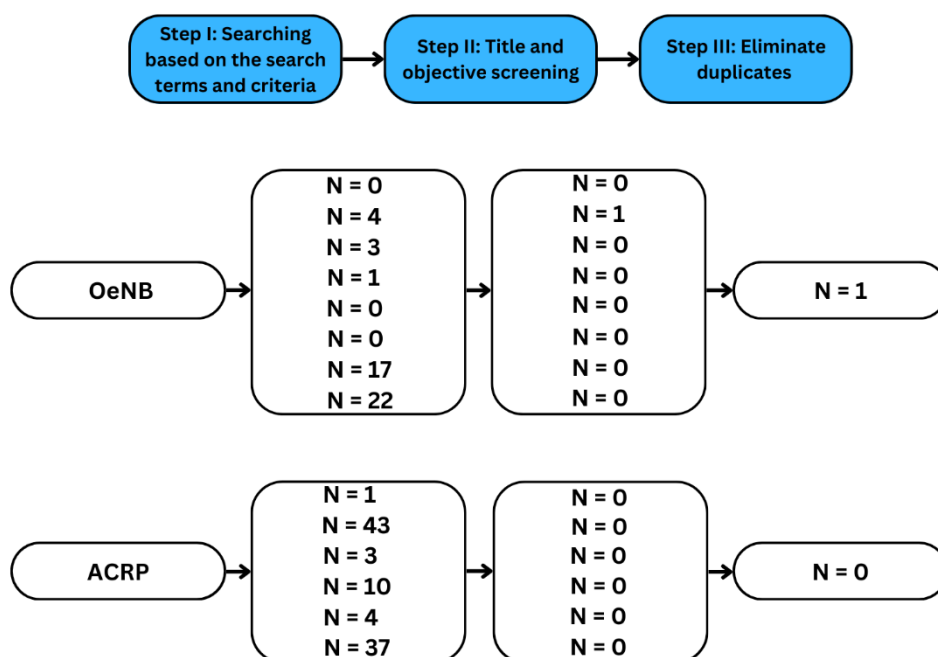 Step I: Searching
based on the search
terms and criteria
Step II: Title and
objective screening
Step III: Eliminate
duplicates
OeNB
N = 0
N = 4
N = 3
N = 1
N = 0
N = 0
N = 17
N = 22
N = 0
N = 1
N = 0
N = 0
N = 0
N = 0
N = 0
N = 0
N = 1
ACRP
N = 1
N = 43
N = 3
N = 10
N = 4
N = 37
N = 0
N = 0
N = 0
N = 0
N = 0
N = 0
N = 0